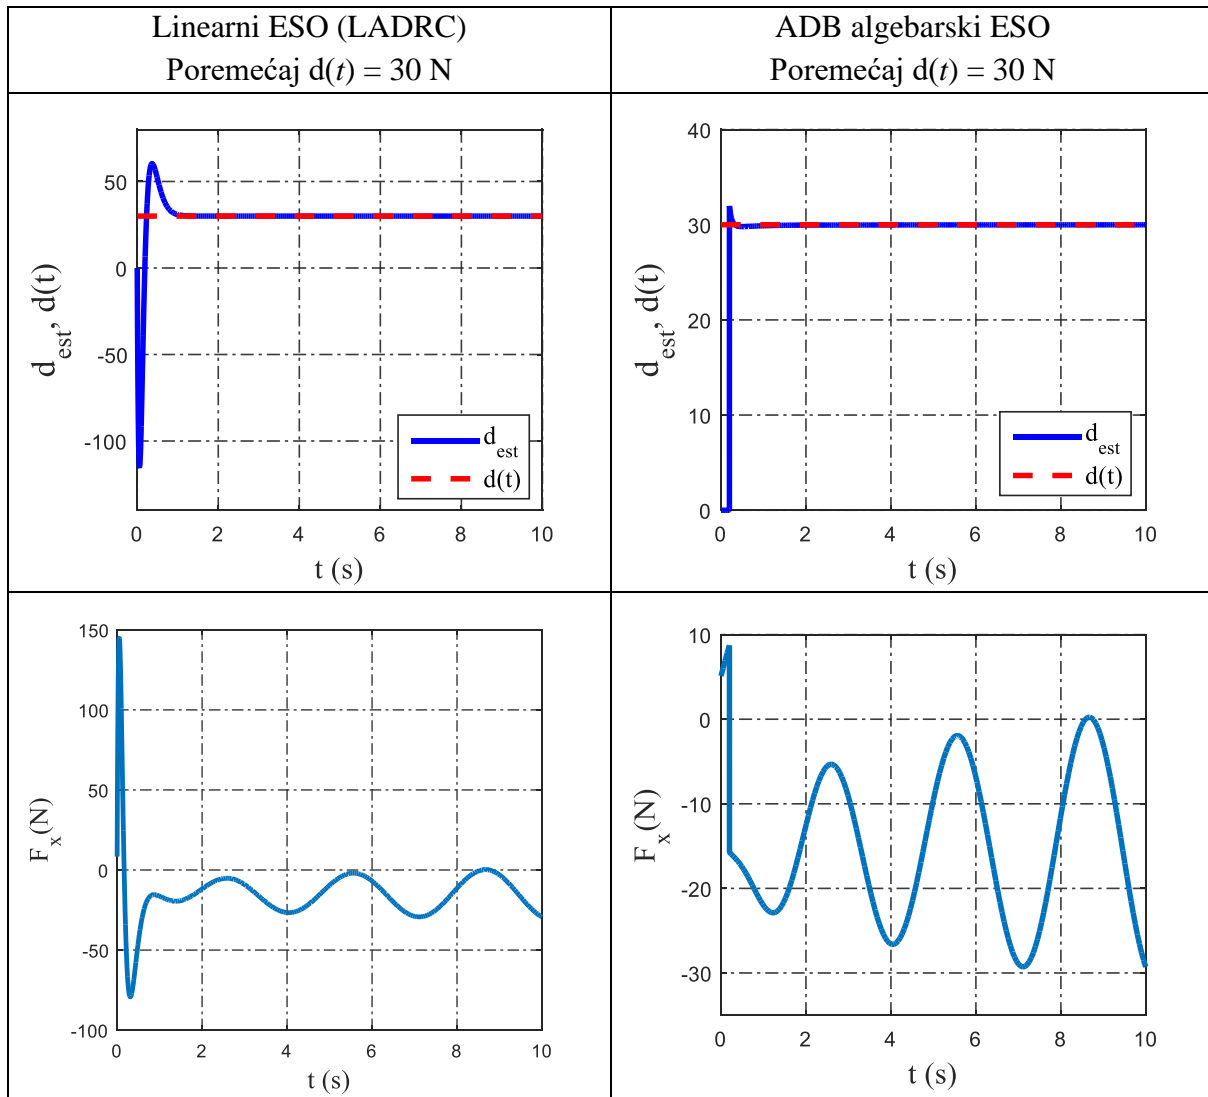 Linearni ESO (LADRC)
Poremećaj d(t) = 30 N
ADB algebarski ESO
Poremećaj d(t) = 30 N
50
0
-50
-100
d_est, d(t)
d_est
d(t)
0 2 4 6 8 10
t (s)
40
30
20
10
0
d_est, d(t)
d_est
d(t)
0 2 4 6 8 10
t (s)
150
100
50
0
-50
-100
F_x(N)
0 2 4 6 8 10
t (s)
10
0
-10
-20
-30
F_x(N)
0 2 4 6 8 10
t (s)